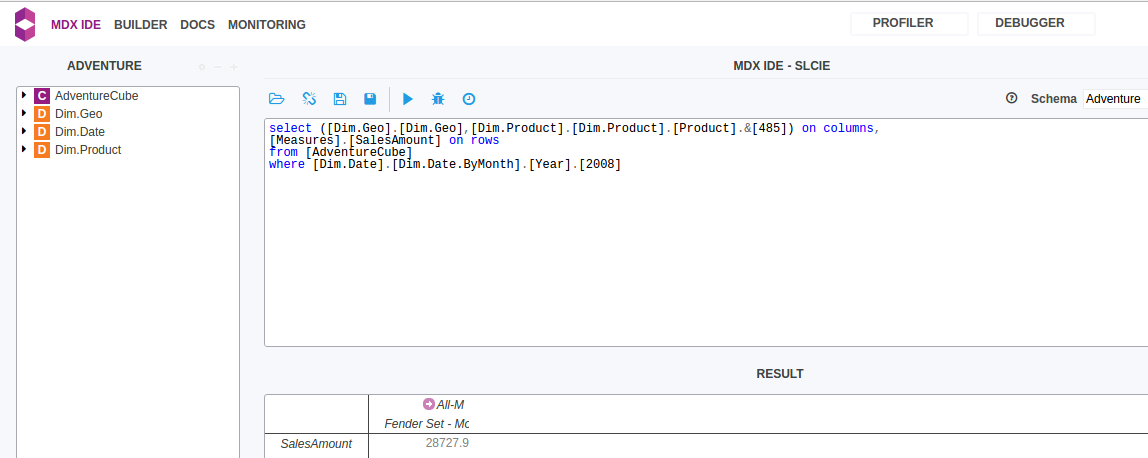 MDX IDE BUILDER DOCS MONITORING PROFILER DEBUGGER
ADVENTURE
C AdventureCube
D Dim.Geo
D Dim.Date
D Dim.Product
MDX IDE - SLCIE
Schema Adventure
select ([Dim.Geo].[Dim.Geo],[Dim.Product].[Dim.Product].[Product].&[485]) on columns,
[Measures].[SalesAmount] on rows
from [AdventureCube]
where [Dim.Date].[Dim.Date.ByMonth].[Year].[2008]
RESULT
All-M
Fender Set - Mo
SalesAmount 28727.9